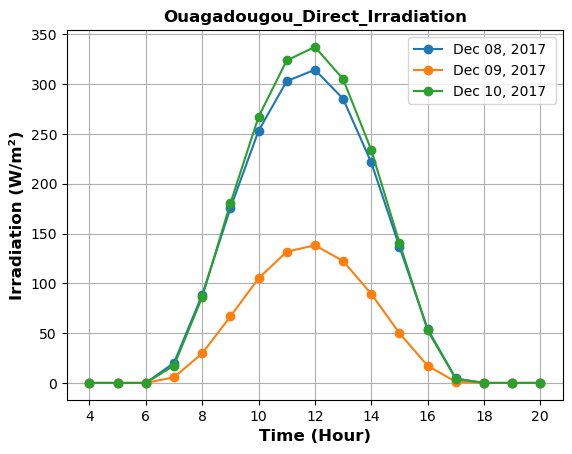 Ouagadougou_Direct_Irradiation
350
300
250
200
150
100
50
0
Irradiation (W/m²)
Dec 08, 2017
Dec 09, 2017
Dec 10, 2017
4 6 8 10 12 14 16 18 20
Time (Hour)